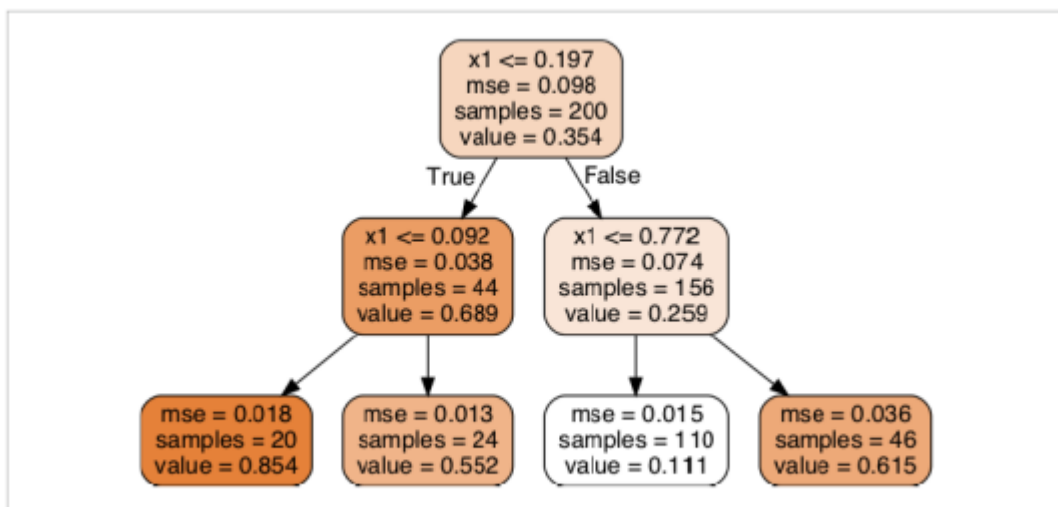 x1 <= 0.197
mse = 0.098
samples = 200
value = 0.354
True
False
x1 <= 0.092
mse = 0.038
samples = 44
value = 0.689
x1 <= 0.772
mse = 0.074
samples = 156
value = 0.259
mse = 0.018
samples = 20
value = 0.854
mse = 0.013
samples = 24
value = 0.552
mse = 0.015
samples = 110
value = 0.111
mse = 0.036
samples = 46
value = 0.615